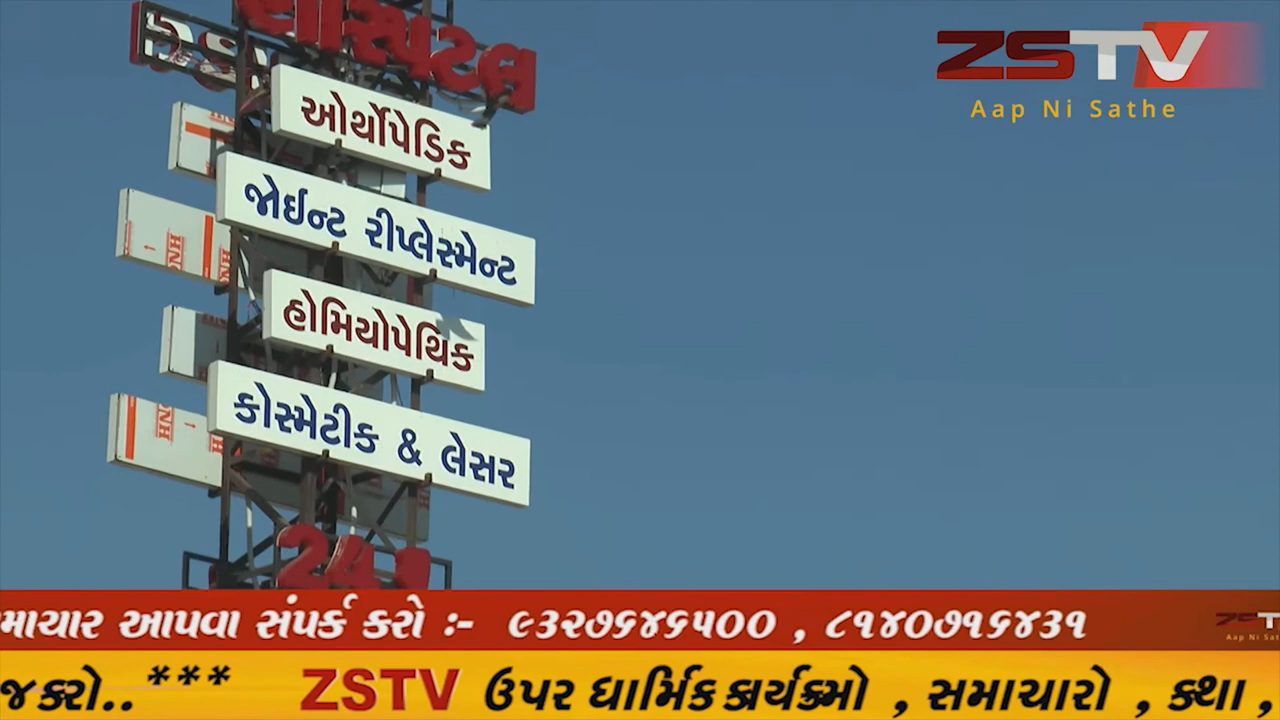 ZSTV
Aap Ni Sathe
ઓર્થોપેડિક
જોઈન્ટ રીપ્લેસમેન્ટ
હોમિયોપેથિક
કોસ્મેટીક & લેસર
24
માચાર આપવા સંપર્ક કરો :- ૯૩૨૭૬૪૬૫૦૦ , ૮૧૪૦૭૧૬૪૩૧
જ કરો.. *** ZSTV ઉપર ધાર્મિક કાર્યક્રમો , સમાચારો , કથા ,